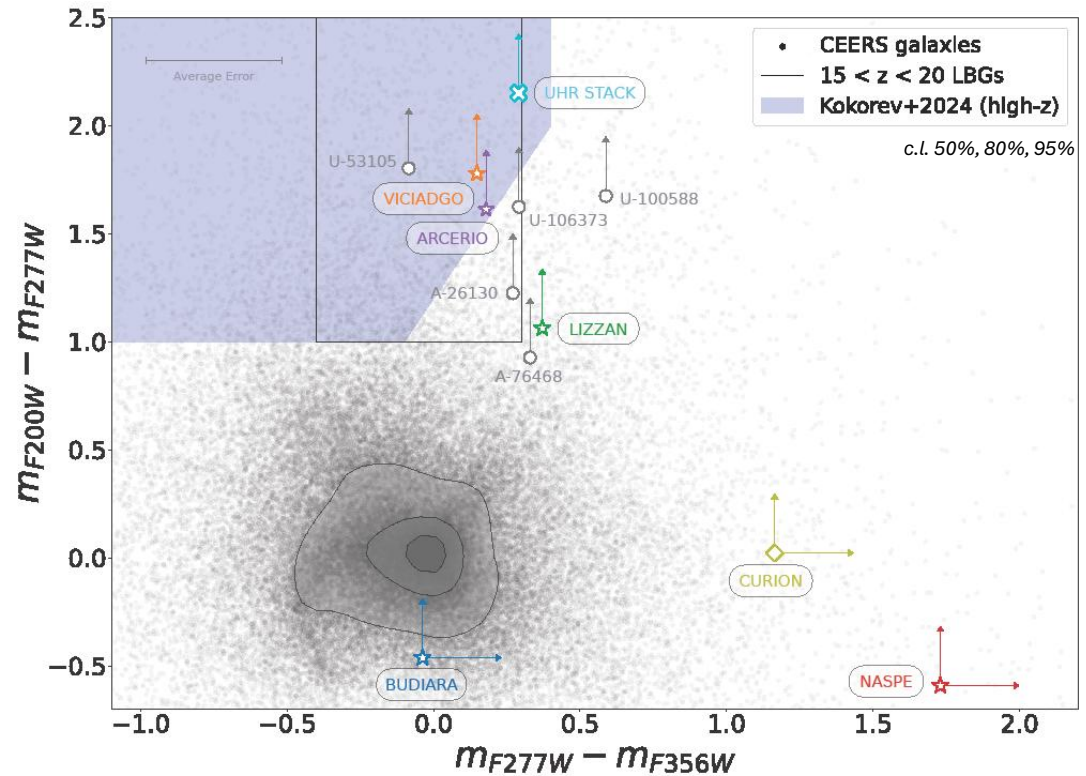 2.5
2.0
1.5
1.0
0.5
0.0
−0.5
m_F200W − m_F277W
Average Error
CEERS galaxies
15 < z < 20 LBGs
Kokorev+2024 (high-z)
c.l. 50%, 80%, 95%
UHR STACK
U-53105
VICIADGO
U-100588
U-106373
ARCERIO
A-26130
LIZZAN
A-76468
CURION
NASPE
BUDIARA
−1.0 −0.5 0.0 0.5 1.0 1.5 2.0
m_F277W − m_F356W